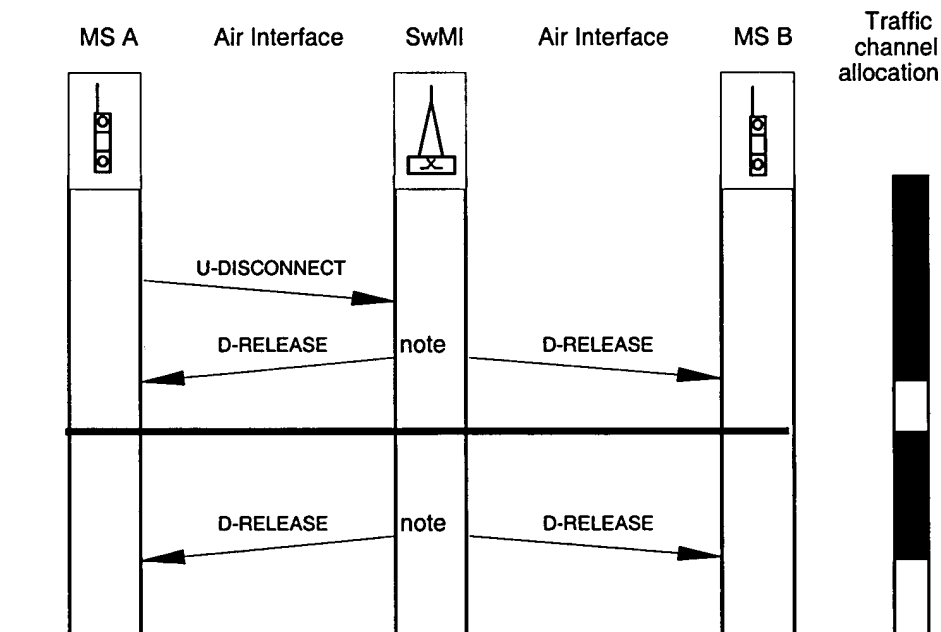 MS A Air Interface SwMI Air Interface MS B Traffic
channel
allocation
U-DISCONNECT
D-RELEASE note D-RELEASE
D-RELEASE note D-RELEASE